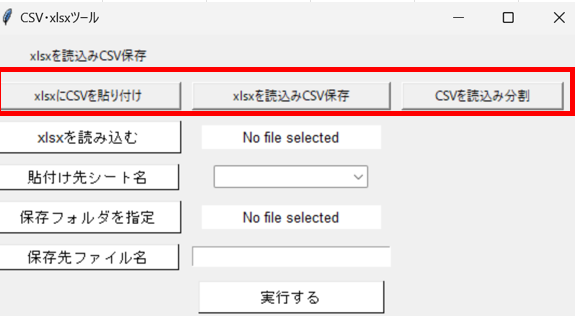 CSV・xlsxツール
xlsxを読込みCSV保存
xlsxにCSVを貼り付け xlsxを読込みCSV保存 CSVを読込み分割
xlsxを読み込む No file selected
貼付け先シート名
保存フォルダを指定 No file selected
保存先ファイル名
実行する